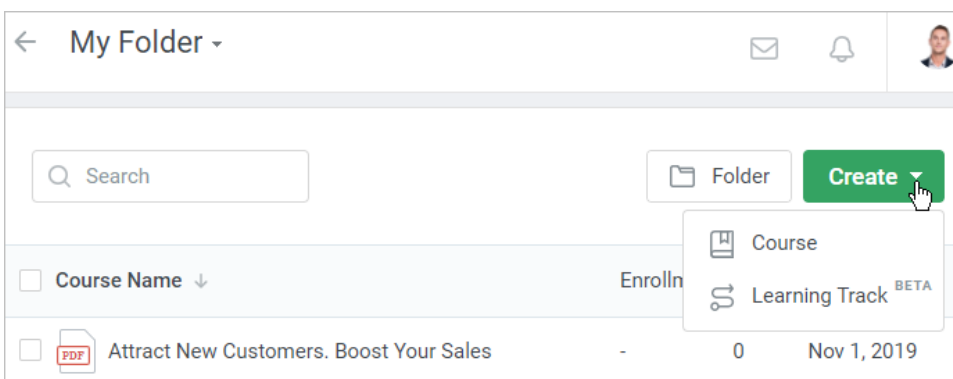 My Folder
Search
Folder
Create
Course
Learning Track BETA
Course Name
PDF
Attract New Customers. Boost Your Sales
-
0
Nov 1, 2019